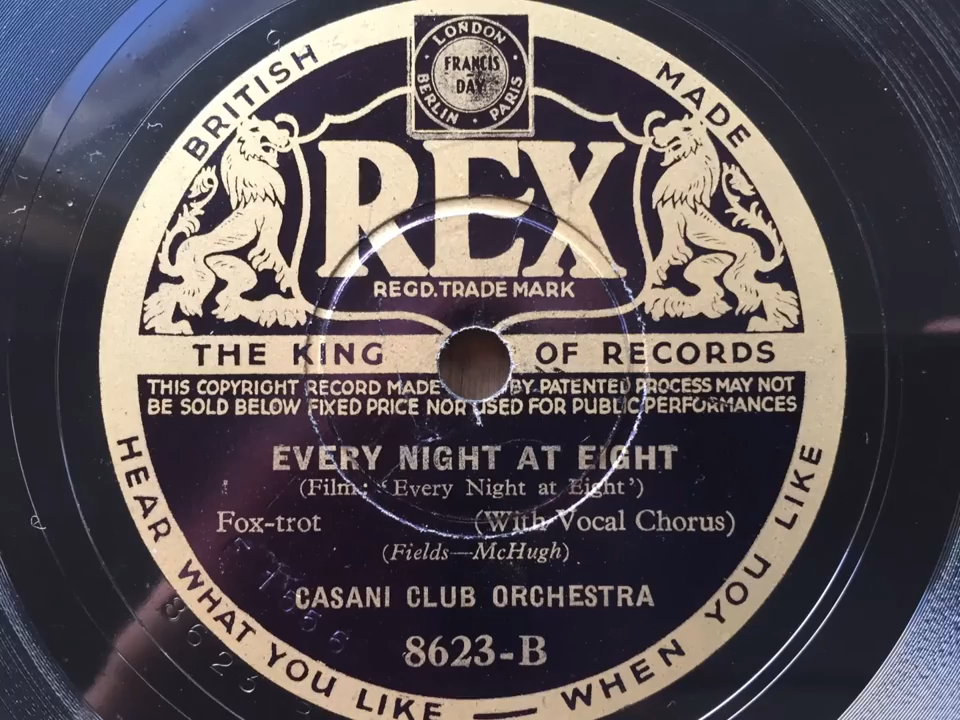 BRITISH MADE
LONDON
FRANCIS
DAY
BERLIN · PARIS
REX
REGD. TRADE MARK
THE KING OF RECORDS
THIS COPYRIGHT RECORD MADE BY PATENTED PROCESS MAY NOT
BE SOLD BELOW FIXED PRICE NOR USED FOR PUBLIC PERFORMANCES
EVERY NIGHT AT EIGHT
(Film: ‘Every Night at Eight’)
Fox-trot (With Vocal Chorus)
(Fields—McHugh)
CASANI CLUB ORCHESTRA
8623-B
HEAR WHAT YOU LIKE — WHEN YOU LIKE
8623